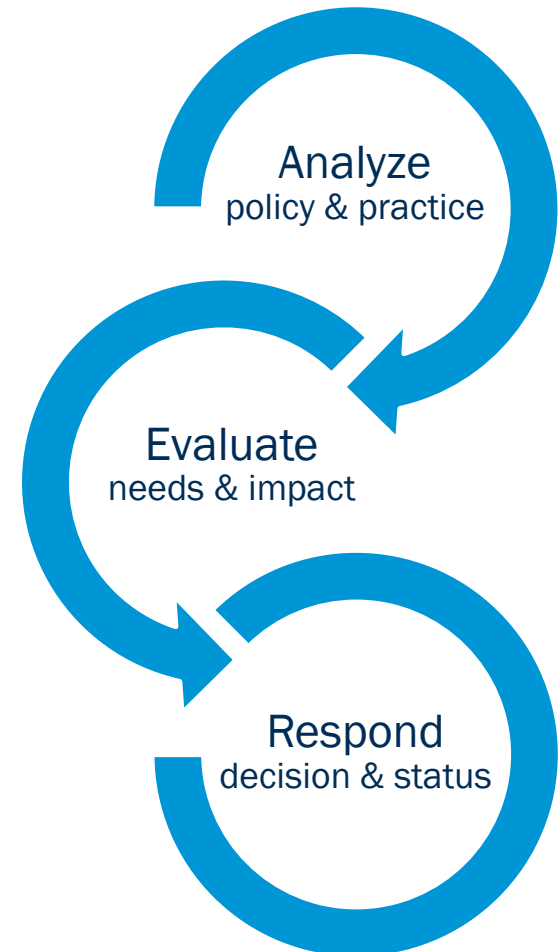 Analyze
policy & practice
Evaluate
needs & impact
Respond
decision & status